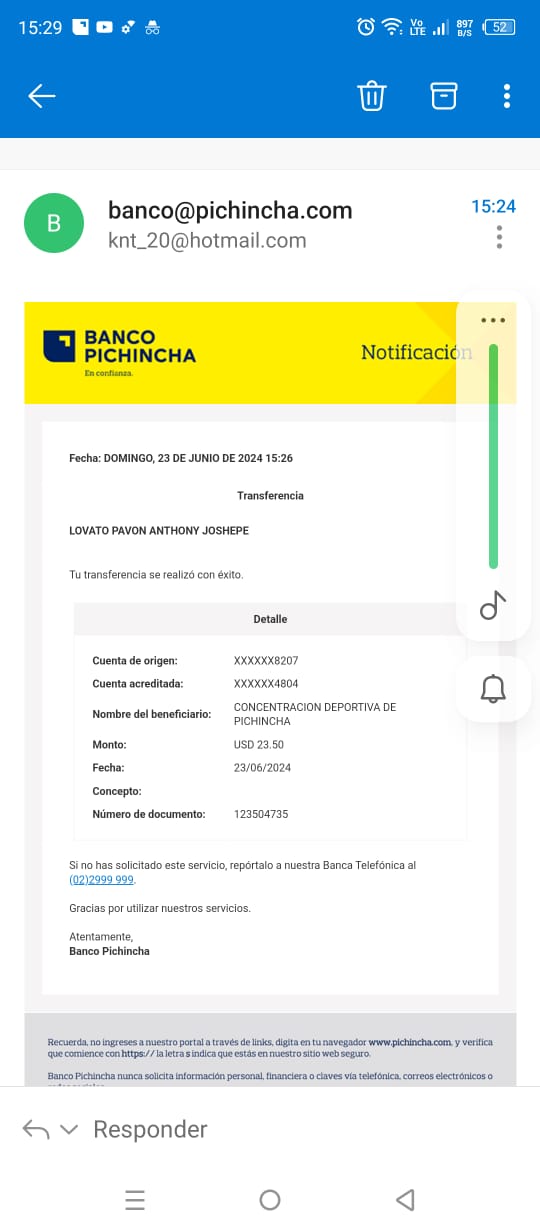 15:29
Vo
LTE
897
B/S
52
B
banco@pichincha.com
15:24
knt_20@hotmail.com
BANCO
PICHINCHA
En confianza.
Notificación
Fecha: DOMINGO, 23 DE JUNIO DE 2024 15:26
Transferencia
LOVATO PAVON ANTHONY JOSHEPE
Tu transferencia se realizó con éxito.
Detalle
Cuenta de origen: XXXXXX8207
Cuenta acreditada: XXXXXX4804
Nombre del beneficiario: CONCENTRACION DEPORTIVA DE
PICHINCHA
Monto: USD 23.50
Fecha: 23/06/2024
Concepto:
Número de documento: 123504735
Si no has solicitado este servicio, repórtalo a nuestra Banca Telefónica al
(02)2999 999.
Gracias por utilizar nuestros servicios.
Atentamente,
Banco Pichincha
Recuerda, no ingreses a nuestro portal a través de links, digita en tu navegador www.pichincha.com, y verifica
que comience con https:// la letra s indica que estás en nuestro sitio web seguro.
Banco Pichincha nunca solicita información personal, financiera o claves vía telefónica, correos electrónicos o
Responder